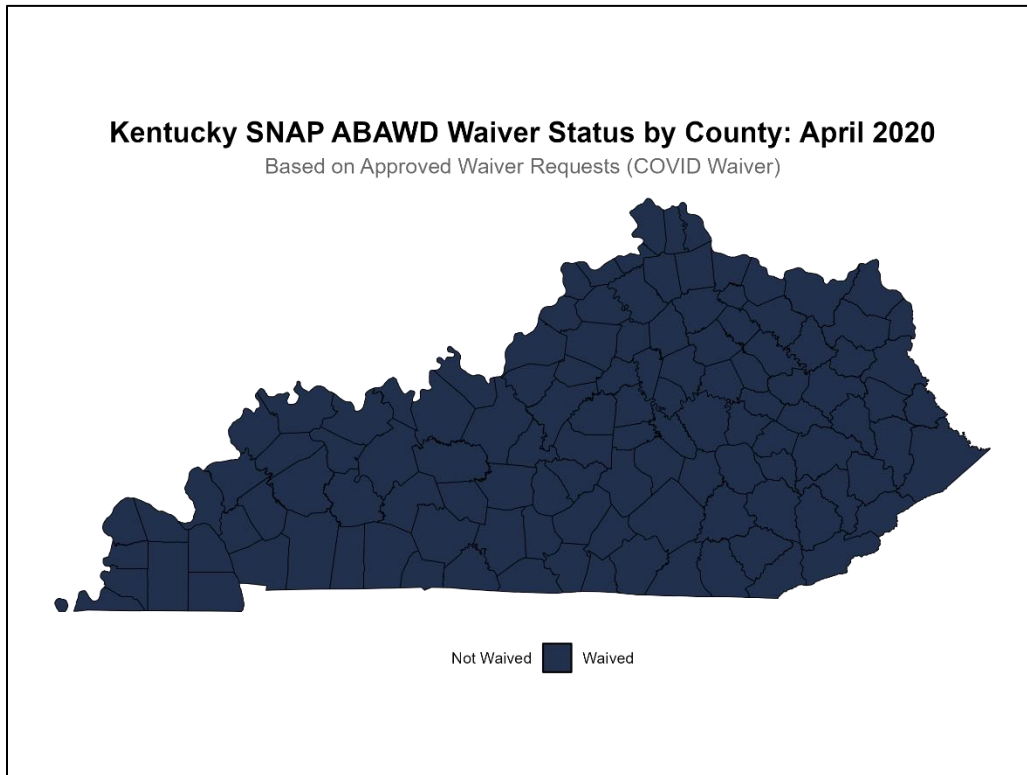 Kentucky SNAP ABAWD Waiver Status by County: April 2020
Based on Approved Waiver Requests (COVID Waiver)
Not Waived Waived